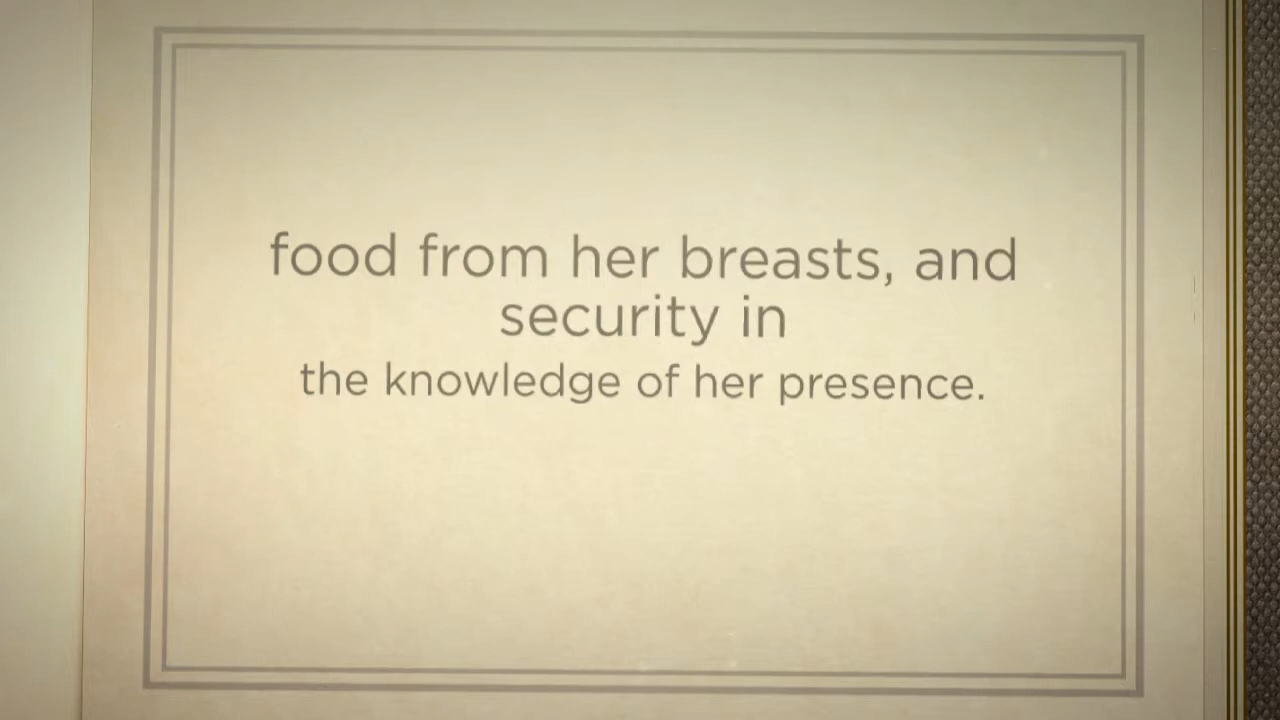 food from her breasts, and
security in
the knowledge of her presence.